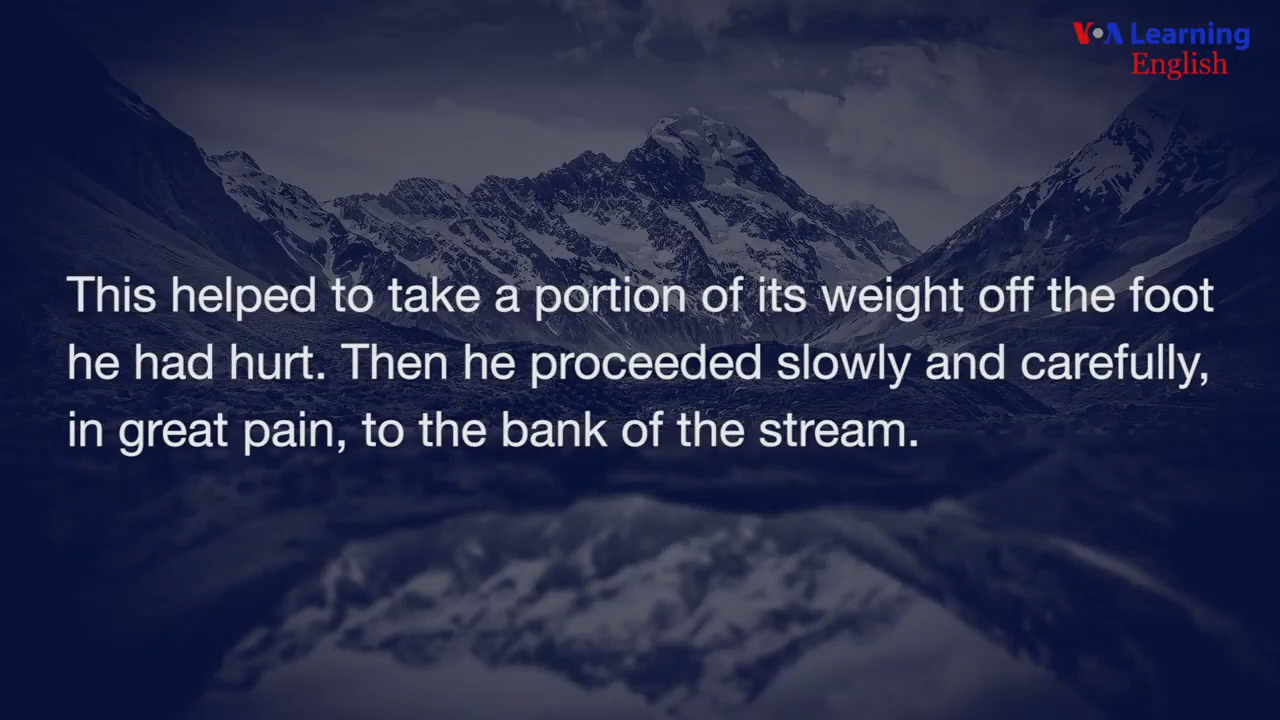 VOA Learning
English
This helped to take a portion of its weight off the foot
he had hurt. Then he proceeded slowly and carefully,
in great pain, to the bank of the stream.